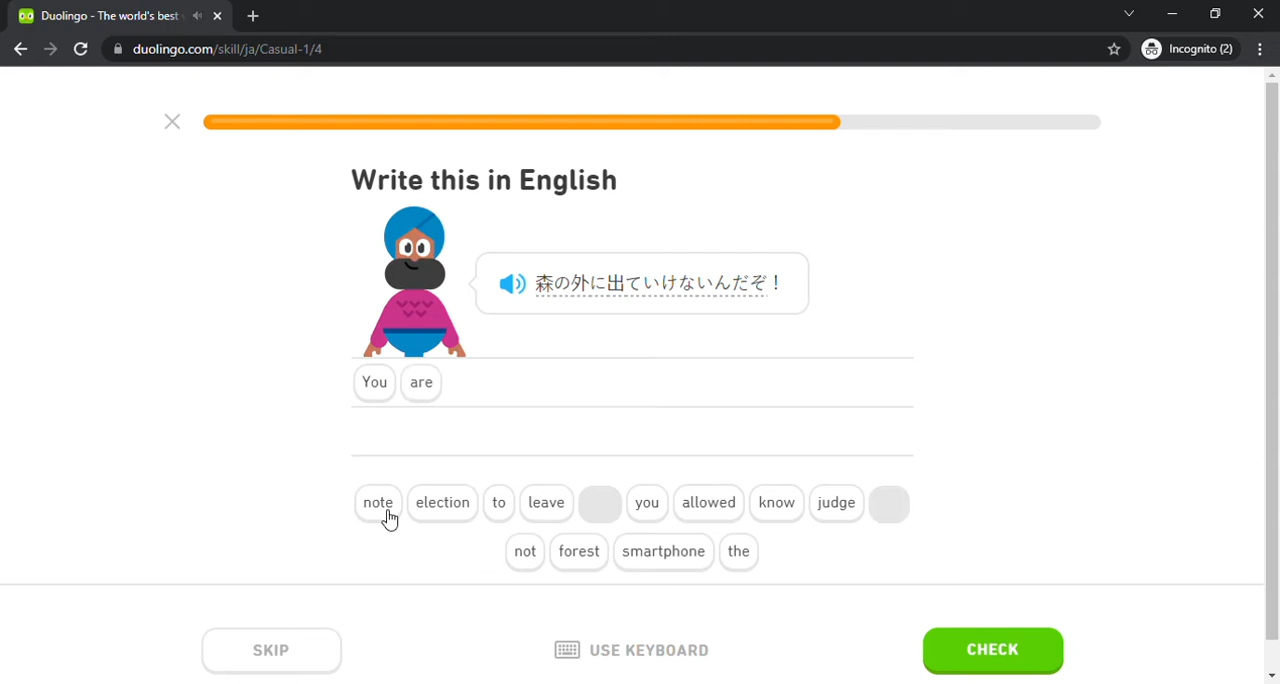 Duolingo - The world's best
duolingo.com/skill/ja/Casual-1/4
Incognito (2)
Write this in English
森の外に出ていけないんだぞ！
You are
note election to leave you allowed know judge
not forest smartphone the
SKIP
USE KEYBOARD
CHECK